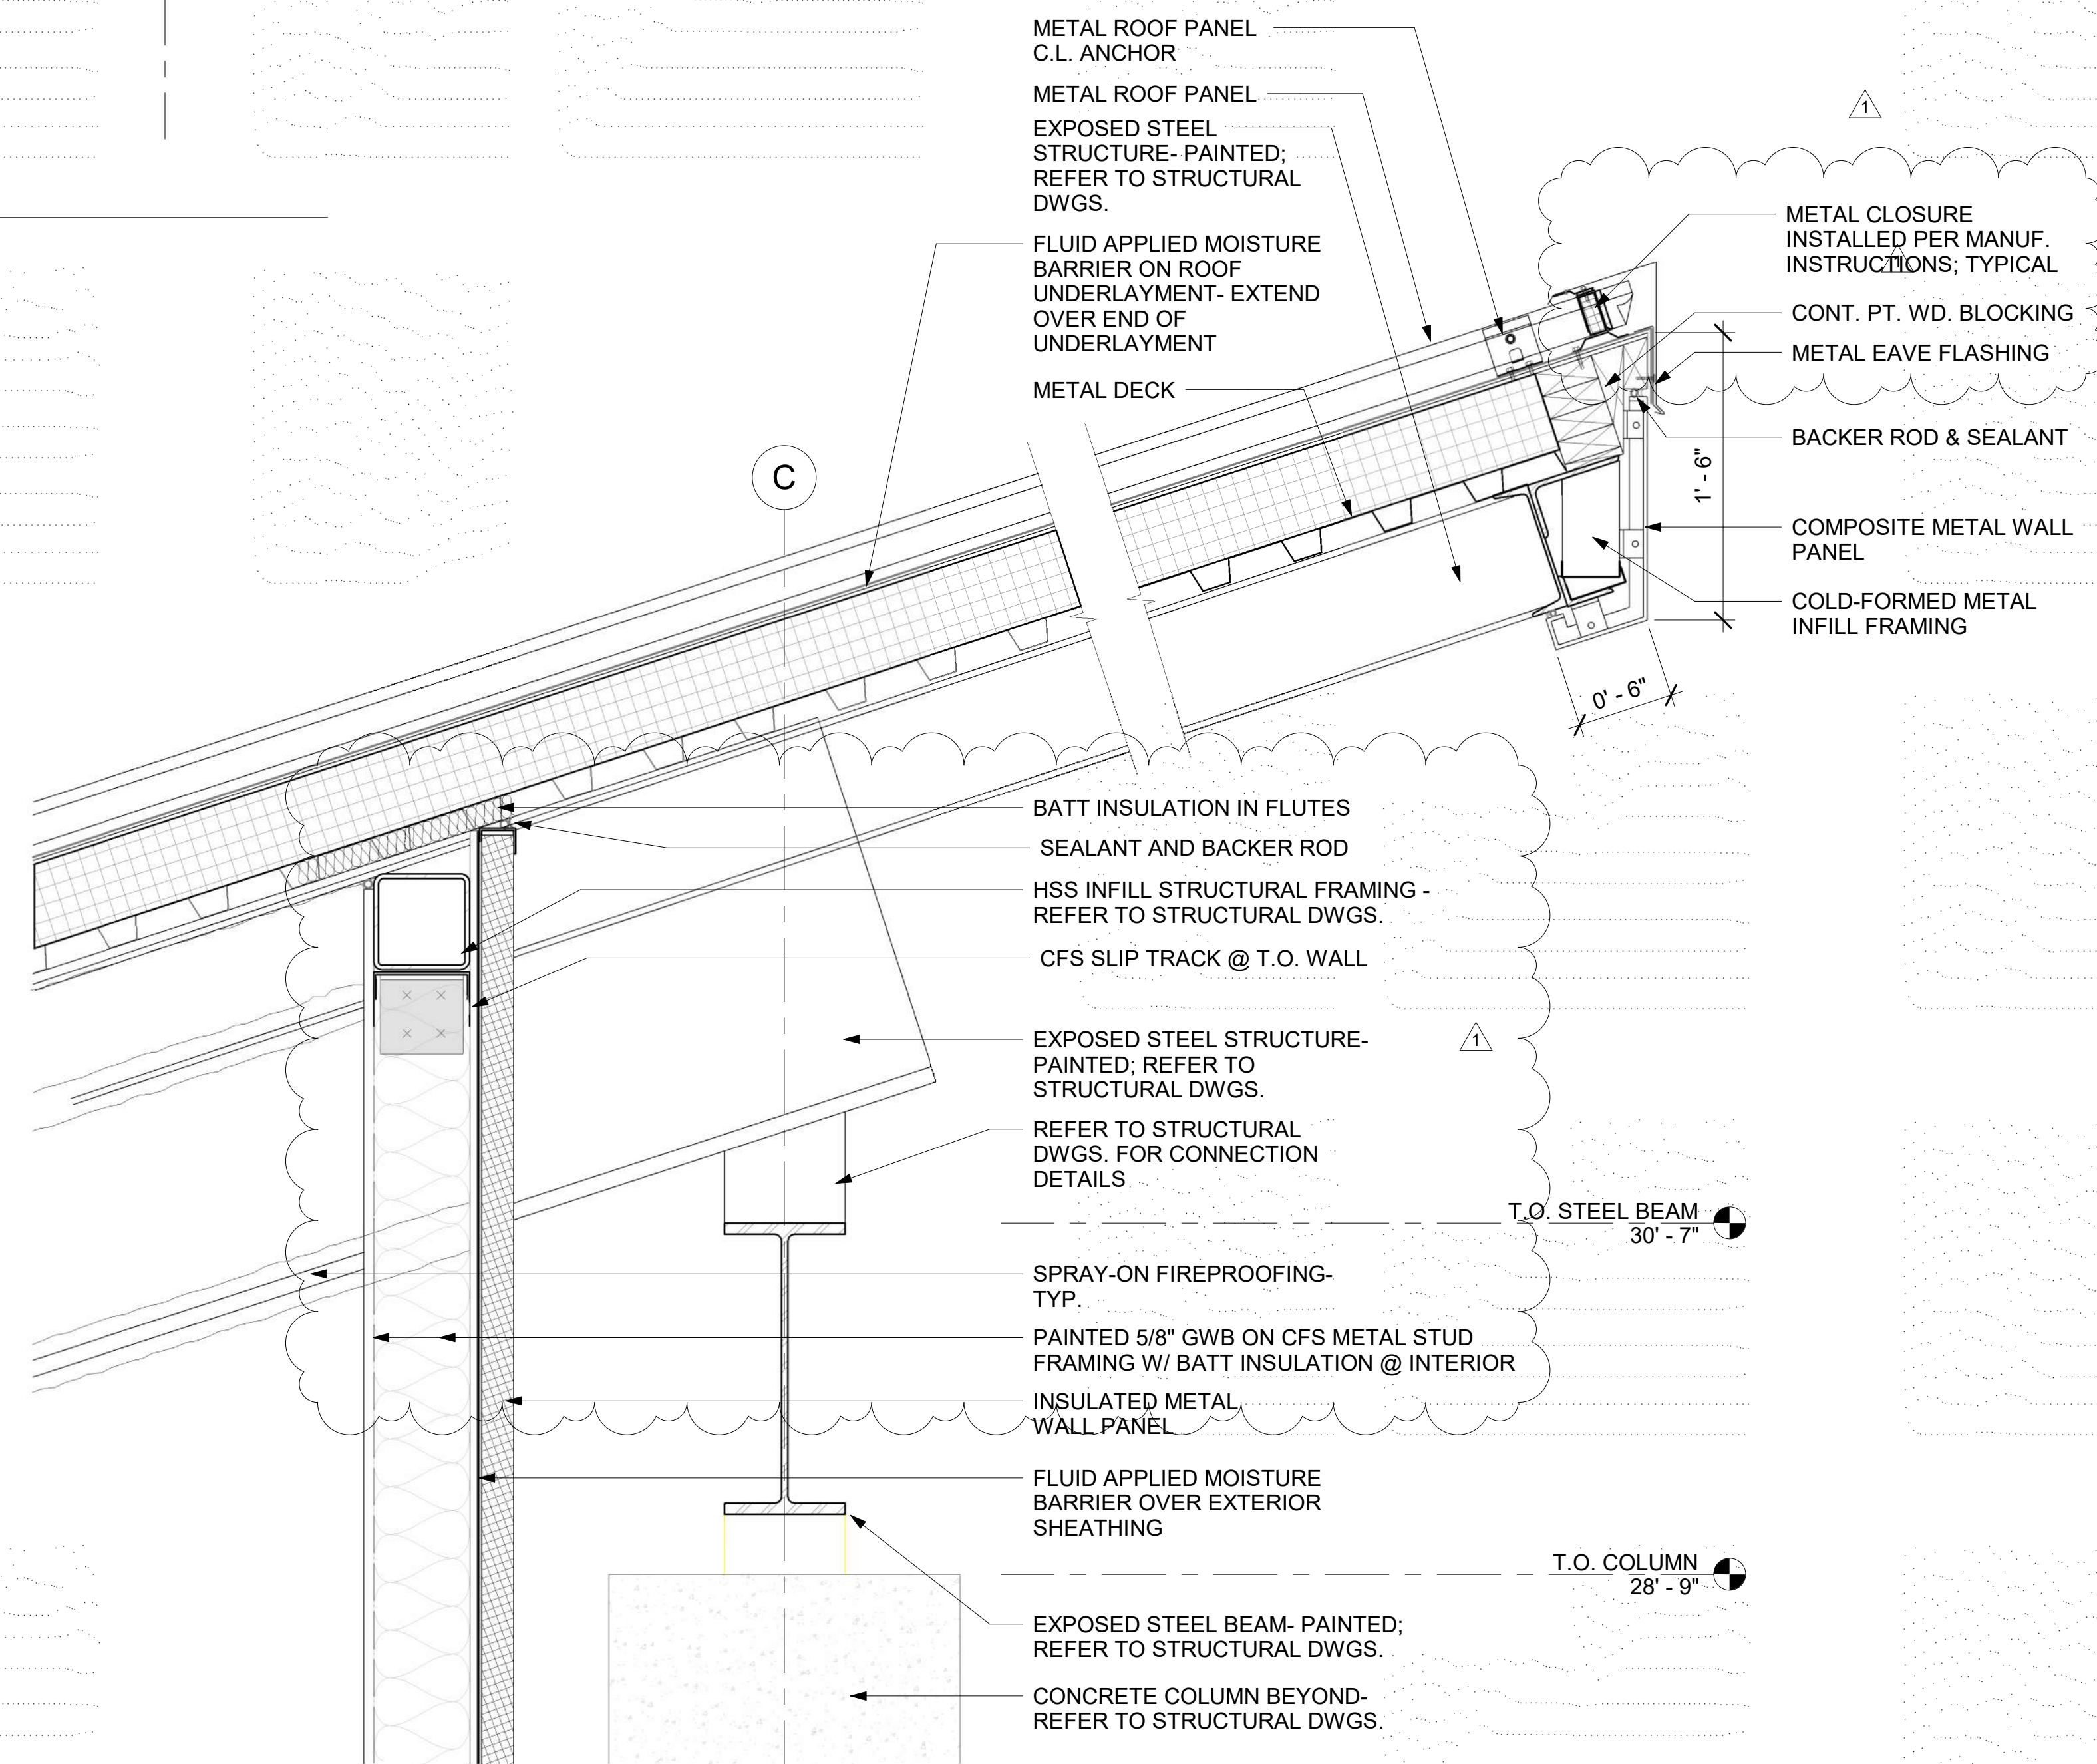 METAL ROOF PANEL
C.L. ANCHOR
METAL ROOF PANEL
EXPOSED STEEL
STRUCTURE- PAINTED;
REFER TO STRUCTURAL
DWGS.
FLUID APPLIED MOISTURE
BARRIER ON ROOF
UNDERLAYMENT- EXTEND
OVER END OF
UNDERLAYMENT
METAL DECK
1
METAL CLOSURE
INSTALLED PER MANUF.
INSTRUCTIONS; TYPICAL
1
CONT. PT. WD. BLOCKING
METAL EAVE FLASHING
BACKER ROD & SEALANT
1' - 6"
COMPOSITE METAL WALL
PANEL
COLD-FORMED METAL
INFILL FRAMING
0' - 6"
C
BATT INSULATION IN FLUTES
SEALANT AND BACKER ROD
HSS INFILL STRUCTURAL FRAMING -
REFER TO STRUCTURAL DWGS.
CFS SLIP TRACK @ T.O. WALL
EXPOSED STEEL STRUCTURE-
PAINTED; REFER TO
STRUCTURAL DWGS.
1
REFER TO STRUCTURAL
DWGS. FOR CONNECTION
DETAILS
T.O. STEEL BEAM
30' - 7"
SPRAY-ON FIREPROOFING-
TYP.
PAINTED 5/8" GWB ON CFS METAL STUD
FRAMING W/ BATT INSULATION @ INTERIOR
INSULATED METAL
WALL PANEL
FLUID APPLIED MOISTURE
BARRIER OVER EXTERIOR
SHEATHING
T.O. COLUMN
28' - 9"
EXPOSED STEEL BEAM- PAINTED;
REFER TO STRUCTURAL DWGS.
CONCRETE COLUMN BEYOND-
REFER TO STRUCTURAL DWGS.